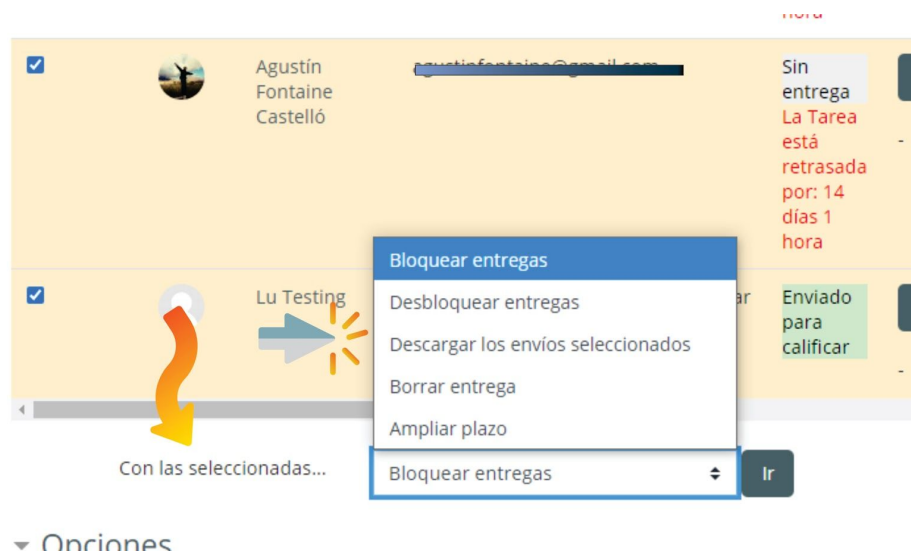 hora
Agustín
Fontaine
Castelló
Sin
entrega
La Tarea
está
retrasada
por: 14
días 1
hora
-
Lu Testing
ar
Enviado
para
calificar
-
Bloquear entregas
Desbloquear entregas
Descargar los envíos seleccionados
Borrar entrega
Ampliar plazo
Con las seleccionadas...
Bloquear entregas
Ir
Opciones